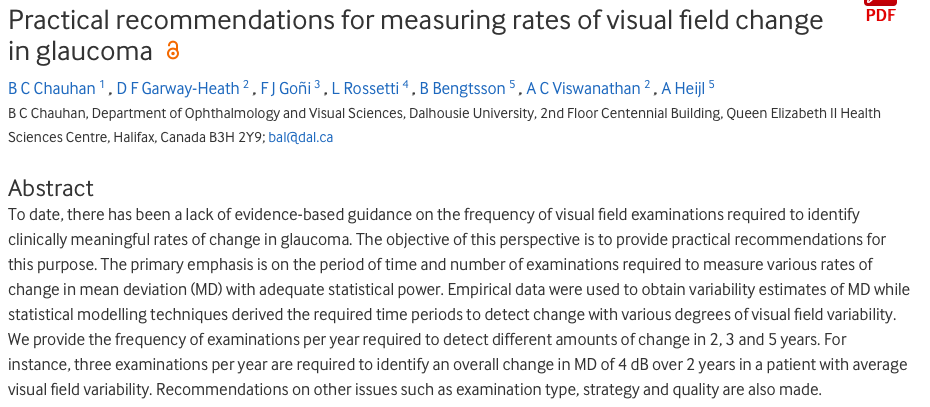 Practical recommendations for measuring rates of visual field change
PDF
in glaucoma
B C Chauhan 1 , D F Garway-Heath 2 , F J Goñi 3 , L Rossetti 4 , B Bengtsson 5 , A C Viswanathan 2 , A Heijl 5
B C Chauhan, Department of Ophthalmology and Visual Sciences, Dalhousie University, 2nd Floor Centennial Building, Queen Elizabeth II Health
Sciences Centre, Halifax, Canada B3H 2Y9; bal@dal.ca
Abstract
To date, there has been a lack of evidence-based guidance on the frequency of visual field examinations required to identify
clinically meaningful rates of change in glaucoma. The objective of this perspective is to provide practical recommendations for
this purpose. The primary emphasis is on the period of time and number of examinations required to measure various rates of
change in mean deviation (MD) with adequate statistical power. Empirical data were used to obtain variability estimates of MD while
statistical modelling techniques derived the required time periods to detect change with various degrees of visual field variability.
We provide the frequency of examinations per year required to detect different amounts of change in 2, 3 and 5 years. For
instance, three examinations per year are required to identify an overall change in MD of 4 dB over 2 years in a patient with average
visual field variability. Recommendations on other issues such as examination type, strategy and quality are also made.